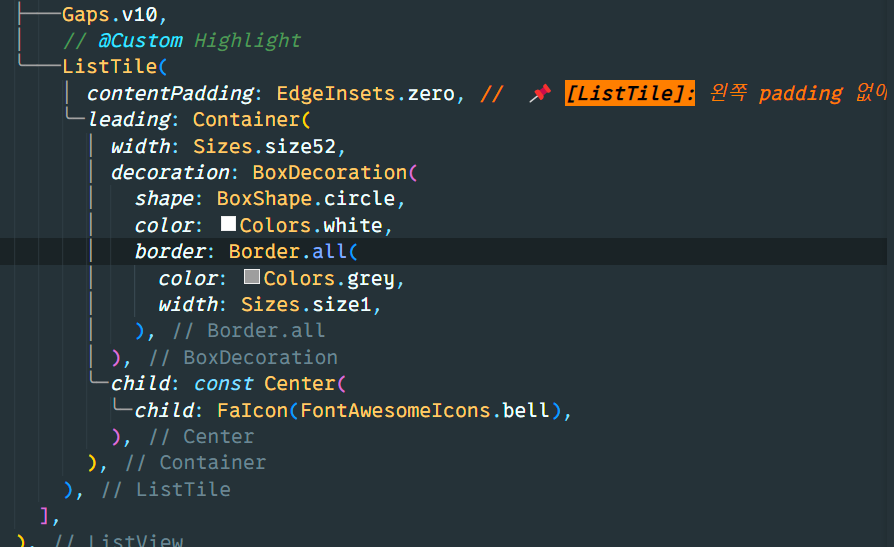 Gaps.v10,
// @Custom Highlight
ListTile(
contentPadding: EdgeInsets.zero, // 📌 [ListTile]: 왼쪽 padding 없이
leading: Container(
width: Sizes.size52,
decoration: BoxDecoration(
shape: BoxShape.circle,
color: Colors.white,
border: Border.all(
color: Colors.grey,
width: Sizes.size1,
), // Border.all
), // BoxDecoration
child: const Center(
child: FaIcon(FontAwesomeIcons.bell),
), // Center
), // Container
), // ListTile
],
), // ListView